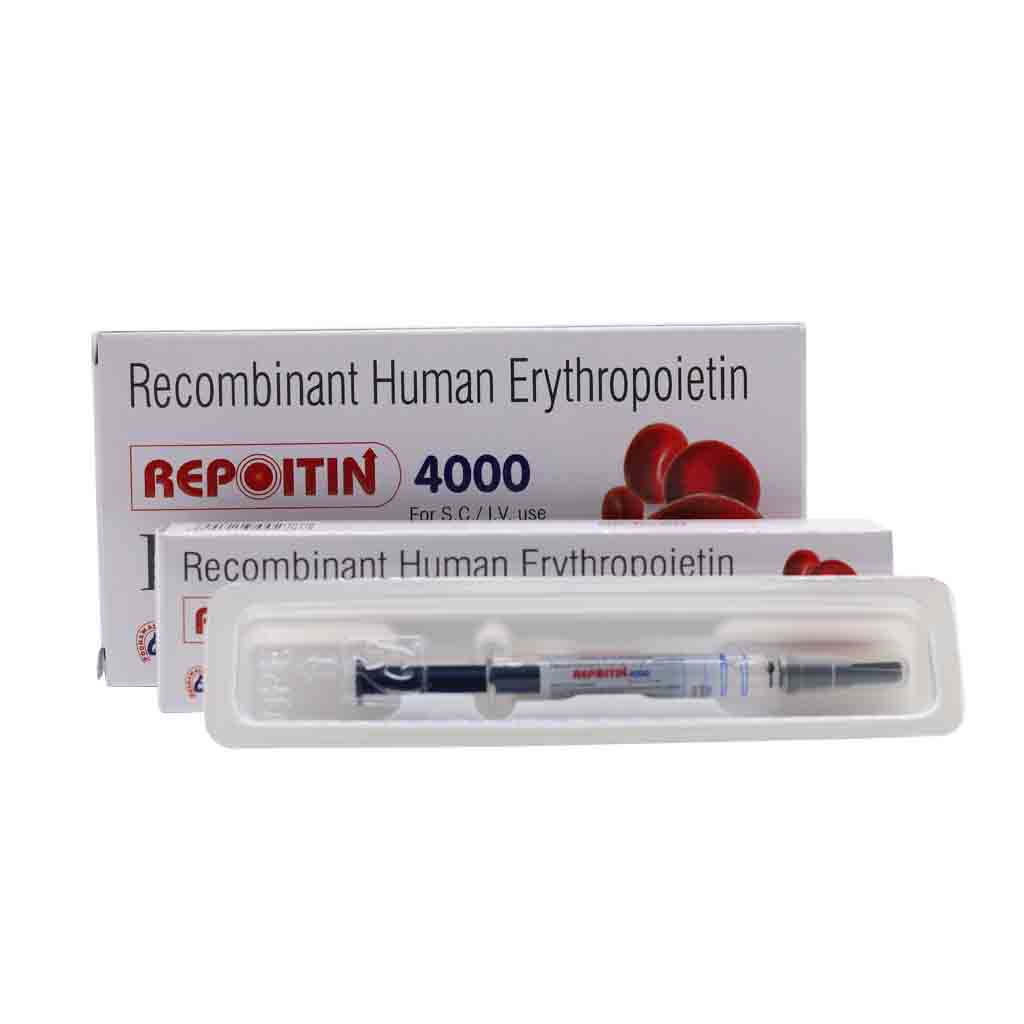 Recombinant Human Erythropoietin
REPOITIN 4000
For S.C./I.V. use
Recombinant Human Erythropoietin
REPOITIN 4000